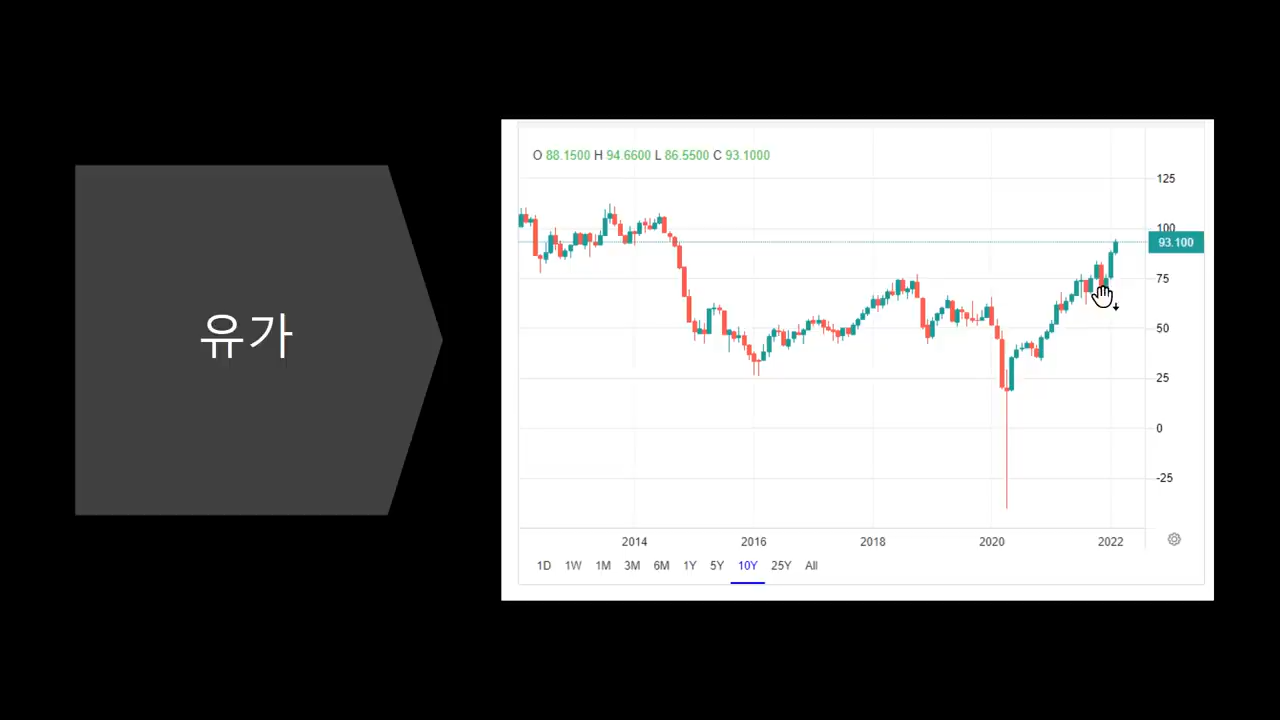 유가
O 88.1500 H 94.6600 L 86.5500 C 93.1000
125
100
93.100
75
50
25
0
-25
2014 2016 2018 2020 2022
1D 1W 1M 3M 6M 1Y 5Y 10Y 25Y All